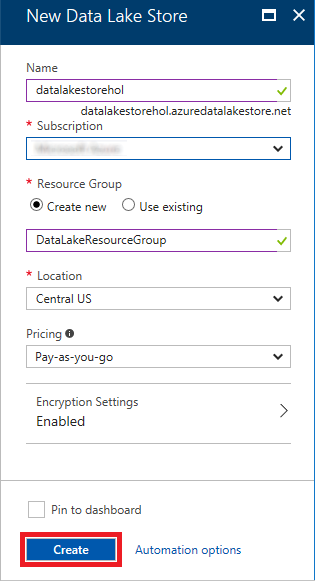 New Data Lake Store
Name
datalakestorehol
datalakestorehol.azuredatalakestore.net
* Subscription
* Resource Group
Create new Use existing
DataLakeResourceGroup
* Location
Central US
Pricing
Pay-as-you-go
Encryption Settings
Enabled
Pin to dashboard
Create Automation options